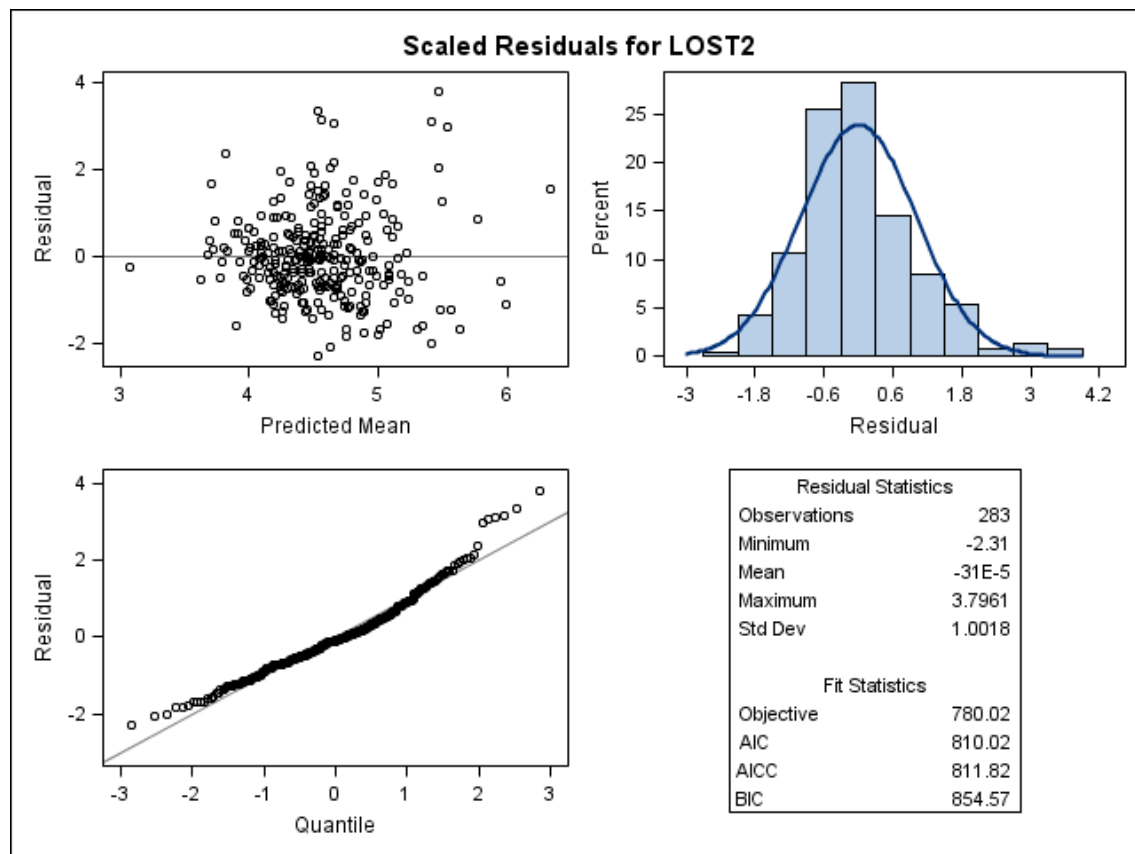 Scaled Residuals for LOST2
4
2
0
-2
Residual
3
4
5
6
Predicted Mean
25
20
15
10
5
0
Percent
-3
-1.8
-0.6
0.6
1.8
3
4.2
Residual
4
2
0
-2
Residual
-3
-2
-1
0
1
2
3
Quantile
Residual Statistics
Observations 283
Minimum -2.31
Mean -31E-5
Maximum 3.7961
Std Dev 1.0018
Fit Statistics
Objective 780.02
AIC 810.02
AICC 811.82
BIC 854.57